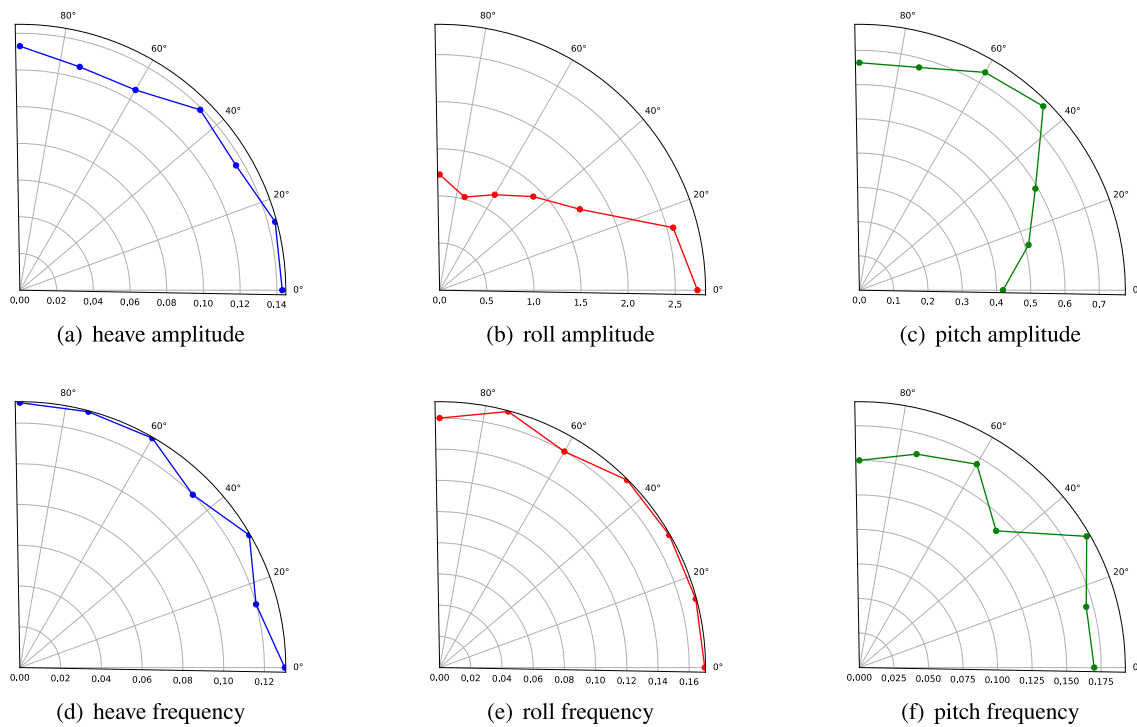 80°
60°
40°
20°
0°
0.00 0.02 0.04 0.06 0.08 0.10 0.12 0.14
(a) heave amplitude
80°
60°
40°
20°
0°
0.0 0.5 1.0 1.5 2.0 2.5
(b) roll amplitude
80°
60°
40°
20°
0°
0.0 0.1 0.2 0.3 0.4 0.5 0.6 0.7
(c) pitch amplitude
80°
60°
40°
20°
0°
0.00 0.02 0.04 0.06 0.08 0.10 0.12
(d) heave frequency
80°
60°
40°
20°
0°
0.00 0.02 0.04 0.06 0.08 0.10 0.12 0.14 0.16
(e) roll frequency
80°
60°
40°
20°
0°
0.000 0.025 0.050 0.075 0.100 0.125 0.150 0.175
(f) pitch frequency